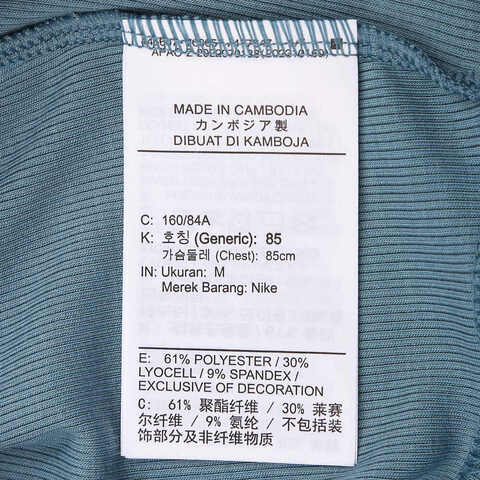 MADE IN CAMBODIA
カンボジア製
DIBUAT DI KAMBOJA
C: 160/84A
K: 호칭 (Generic): 85
가슴둘레 (Chest): 85cm
IN: Ukuran: M
Merek Barang: Nike
E: 61% POLYESTER / 30%
LYOCELL / 9% SPANDEX /
EXCLUSIVE OF DECORATION
C: 61% 聚酯纤维 / 30% 莱赛
尔纤维 / 9% 氨纶 / 不包括装
饰部分及非纤维物质